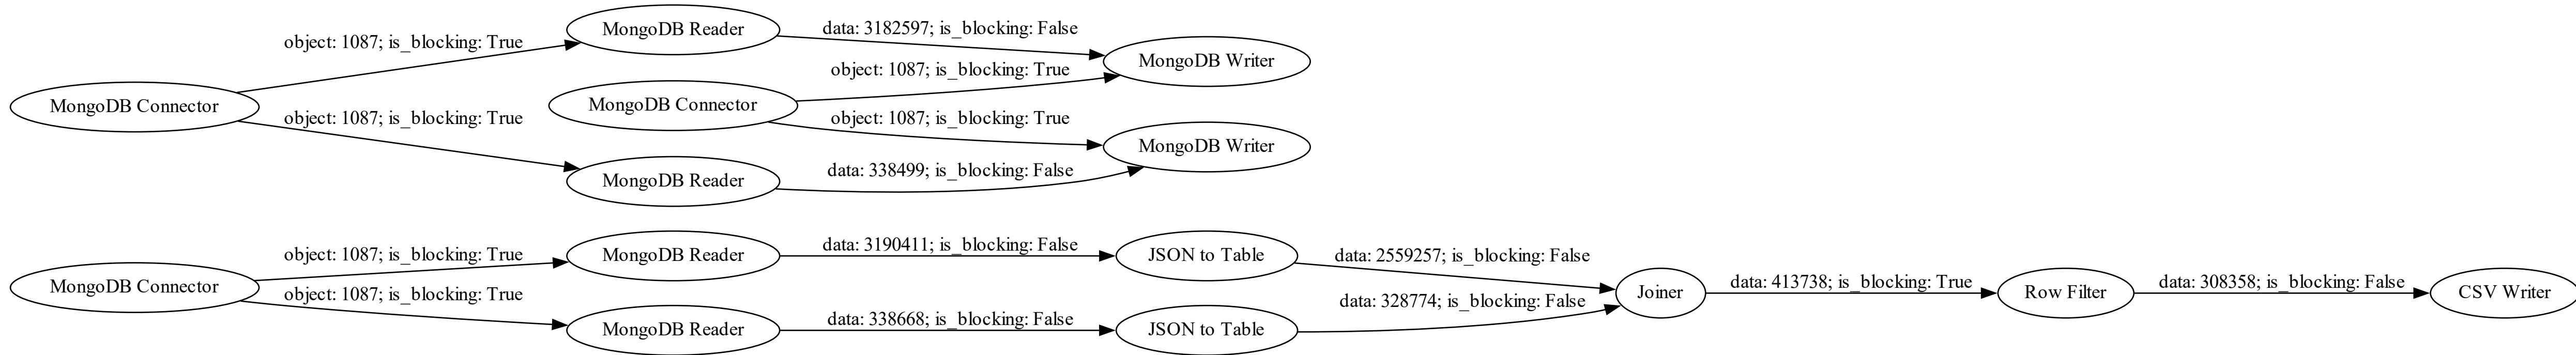 MongoDB Connector
object: 1087; is_blocking: True
object: 1087; is_blocking: True
MongoDB Reader
data: 3182597; is_blocking: False
MongoDB Writer
MongoDB Connector
object: 1087; is_blocking: True
object: 1087; is_blocking: True
MongoDB Writer
MongoDB Reader
data: 338499; is_blocking: False
MongoDB Connector
object: 1087; is_blocking: True
object: 1087; is_blocking: True
MongoDB Reader
data: 3190411; is_blocking: False
JSON to Table
data: 2559257; is_blocking: False
MongoDB Reader
data: 338668; is_blocking: False
JSON to Table
data: 328774; is_blocking: False
Joiner
data: 413738; is_blocking: True
Row Filter
data: 308358; is_blocking: False
CSV Writer